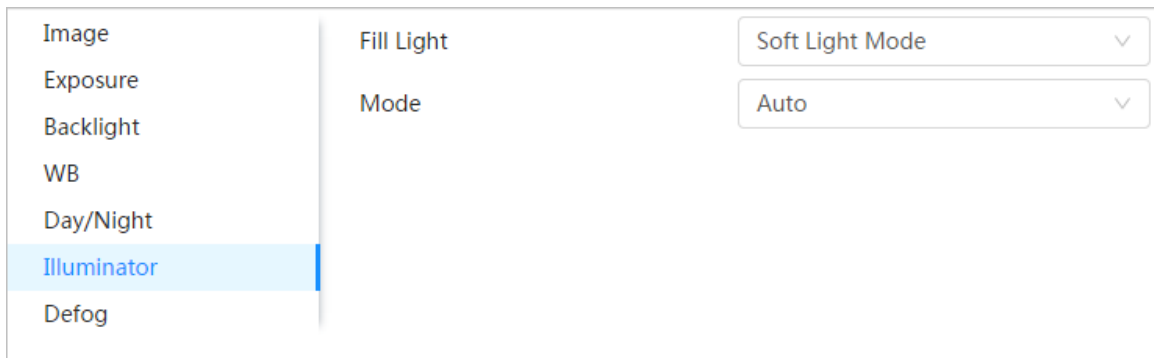 Image
Exposure
Backlight
WB
Day/Night
Illuminator
Defog
Fill Light
Soft Light Mode
Mode
Auto